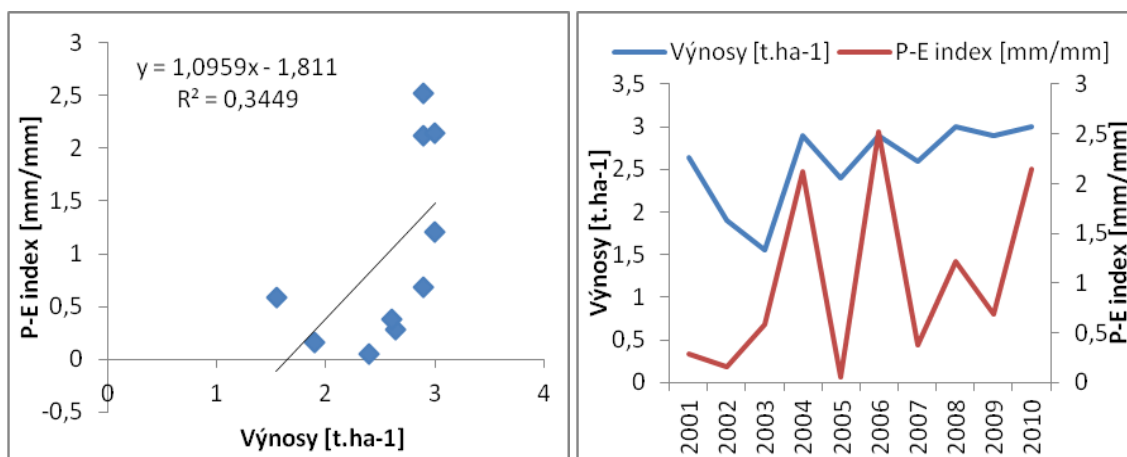 y = 1,0959x - 1,811
R² = 0,3449
P-E index [mm/mm]
3
2,5
2
1,5
1
0,5
0
-0,5
0 1 2 3 4
Výnosy [t.ha-1]
Výnosy [t.ha-1] P-E index [mm/mm]
Výnosy [t.ha-1]
3,5
3
2,5
2
1,5
1
0,5
0
3
2,5
2
1,5
1
0,5
0
P-E index [mm/mm]
2001 2002 2003 2004 2005 2006 2007 2008 2009 2010